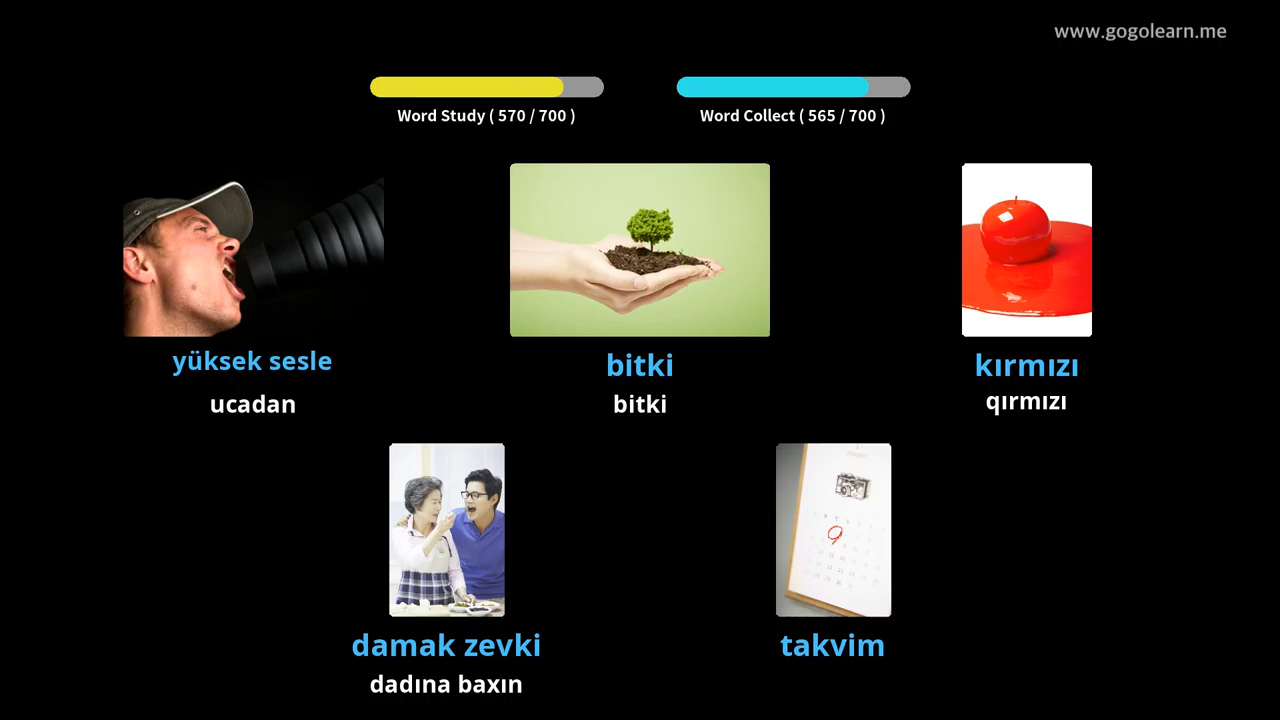 www.gogolearn.me
Word Study ( 570 / 700 )
Word Collect ( 565 / 700 )
yüksek sesle
bitki
kırmızı
ucadan
bitki
qırmızı
damak zevki
takvim
dadına baxın